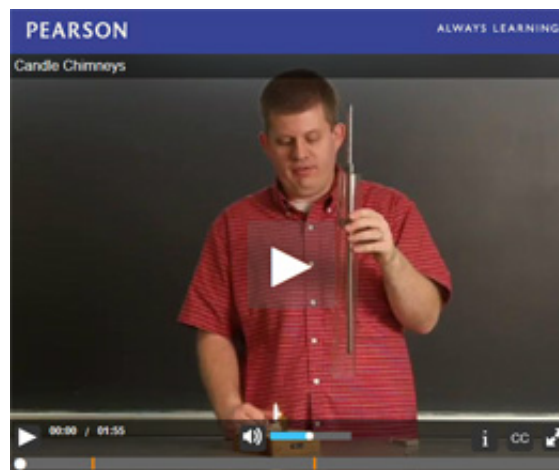 PEARSON
ALWAYS LEARNING
Candle Chimneys
00:00 / 01:55
i
CC